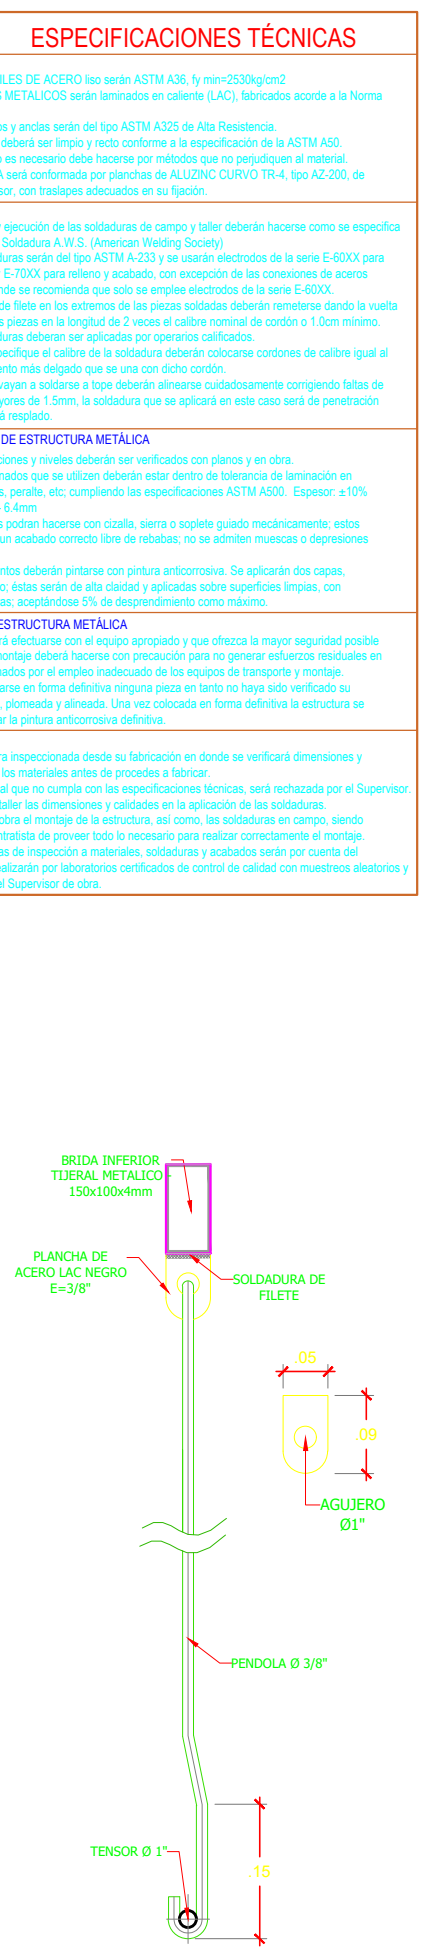 ESPECIFICACIONES TÉCNICAS
ILES DE ACERO liso serán ASTM A36, fy min=2530kg/cm2
S METALICOS serán laminados en caliente (LAC), fabricados acorde a la Norma
os y anclas serán del tipo ASTM A325 de Alta Resistencia.
deberá ser limpio y recto conforme a la especificación de la ASTM A50.
n es necesario debe hacerse por métodos que no perjudiquen al material.
A será conformada por planchas de ALUZINC CURVO TR-4, tipo AZ-200, de
sor, con traslapes adecuados en su fijación.
y ejecución de las soldaduras de campo y taller deberán hacerse como se especifica
Soldadura A.W.S. (American Welding Society)
duras serán del tipo ASTM A-233 y se usarán electrodos de la serie E-60XX para
E-70XX para relleno y acabado, con excepción de las conexiones de aceros
nde se recomienda que solo se emplee electrodos de la serie E-60XX.
de filete en los extremos de las piezas soldadas deberán remeterse dando la vuelta
s piezas en la longitud de 2 veces el calibre nominal de cordón o 1.0cm mínimo.
duras deberan ser aplicadas por operarios calificados.
pecifique el calibre de la soldadura deberán colocarse cordones de calibre igual al
ento más delgado que se una con dicho cordón.
vayan a soldarse a tope deberán alinearse cuidadosamente corrigiendo faltas de
yores de 1.5mm, la soldadura que se aplicará en este caso será de penetración
rá resplado.
DE ESTRUCTURA METÁLICA
ciones y niveles deberán ser verificados con planos y en obra.
nados que se utilizen deberán estar dentro de tolerancia de laminación en
s, peralte, etc; cumpliendo las especificaciones ASTM A500. Espesor: ±10%
- 6.4mm
s podran hacerse con cizalla, sierra o soplete guiado mecánicamente; estos
un acabado correcto libre de rebabas; no se admiten muescas o depresiones
ntos deberán pintarse con pintura anticorrosiva. Se aplicarán dos capas,
o; éstas serán de alta claidad y aplicadas sobre superficies limpias, con
as; aceptándose 5% de desprendimiento como máximo.
ESTRUCTURA METÁLICA
rá efectuarse con el equipo apropiado y que ofrezca la mayor seguridad posible
montaje deberá hacerse con precaución para no generar esfuerzos residuales en
nados por el empleo inadecuado de los equipos de transporte y montaje.
arse en forma definitiva ninguna pieza en tanto no haya sido verificado su
, plomeada y alineada. Una vez colocada en forma definitiva la estructura se
ar la pintura anticorrosiva definitiva.
ra inspeccionada desde su fabricación en donde se verificará dimensiones y
los materiales antes de procedes a fabricar.
al que no cumpla con las especificaciones técnicas, será rechazada por el Supervisor.
taller las dimensiones y calidades en la aplicación de las soldaduras.
obra el montaje de la estructura, asi como, las soldaduras en campo, siendo
ntratista de proveer todo lo necesario para realizar correctamente el montaje.
as de inspección a materiales, soldaduras y acabados serán por cuenta del
ealizarán por laboratorios certificados de control de calidad con muestreos aleatorios y
el Supervisor de obra.
BRIDA INFERIOR
TIJERAL METALICO
150x100x4mm
PLANCHA DE
ACERO LAC NEGRO
E=3/8"
SOLDADURA DE
FILETE
.05
.09
AGUJERO
Ø1"
PENDOLA Ø 3/8"
TENSOR Ø 1"
.15